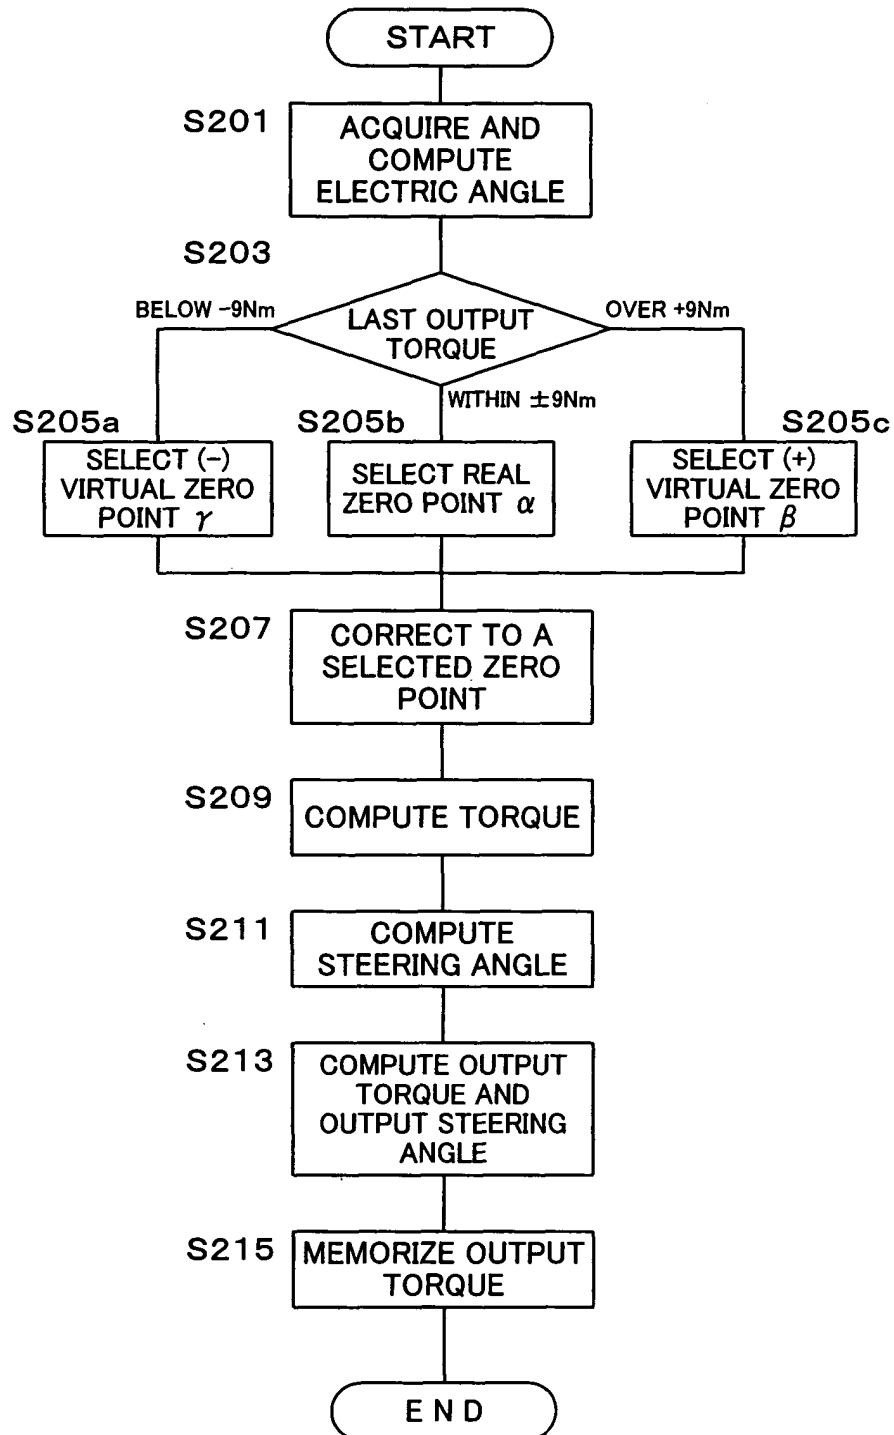 START
S201
ACQUIRE AND
COMPUTE
ELECTRIC ANGLE
S203
BELOW −9Nm
LAST OUTPUT
TORQUE
OVER +9Nm
WITHIN ±9Nm
S205a
SELECT (−)
VIRTUAL ZERO
POINT γ
S205b
SELECT REAL
ZERO POINT α
S205c
SELECT (+)
VIRTUAL ZERO
POINT β
S207
CORRECT TO A
SELECTED ZERO
POINT
S209
COMPUTE TORQUE
S211
COMPUTE
STEERING ANGLE
S213
COMPUTE OUTPUT
TORQUE AND
OUTPUT STEERING
ANGLE
S215
MEMORIZE OUTPUT
TORQUE
END